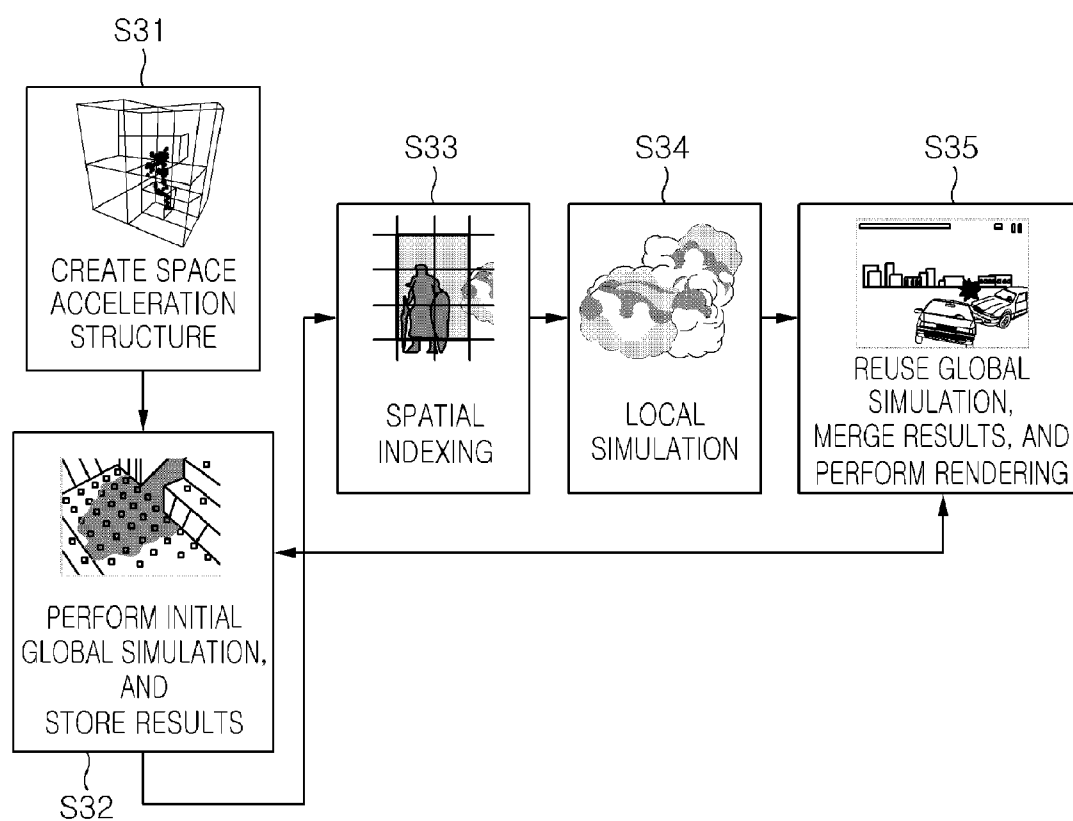 S31
CREATE SPACE
ACCELERATION
STRUCTURE
PERFORM INITIAL
GLOBAL SIMULATION,
AND
STORE RESULTS
S32
S33
SPATIAL
INDEXING
S34
LOCAL
SIMULATION
S35
REUSE GLOBAL
SIMULATION,
MERGE RESULTS, AND
PERFORM RENDERING